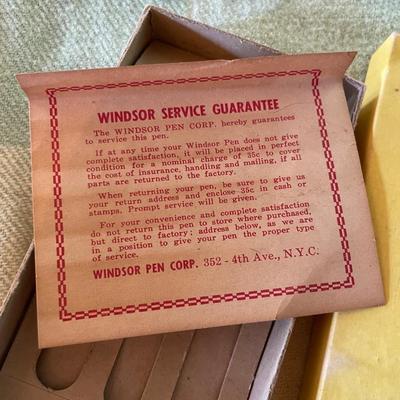 WINDSOR SERVICE GUARANTEE
The WINDSOR PEN CORP. hereby guarantees
to service this pen.
If at any time your Windsor Pen does not give
complete satisfaction, it will be placed in perfect
condition for a nominal charge of 35c to cover
the cost of insurance, handling and mailing, if all
parts are returned to the factory.
When returning your pen, be sure to give us
your return address and enclose 35c in cash or
stamps. Prompt service will be given.
For your convenience and complete satisfaction
do not return this pen to store where purchased,
but direct to factory; address below, as we are
in a position to give your pen the proper type
of service.
WINDSOR PEN CORP. 352 - 4th Ave., N.Y.C.